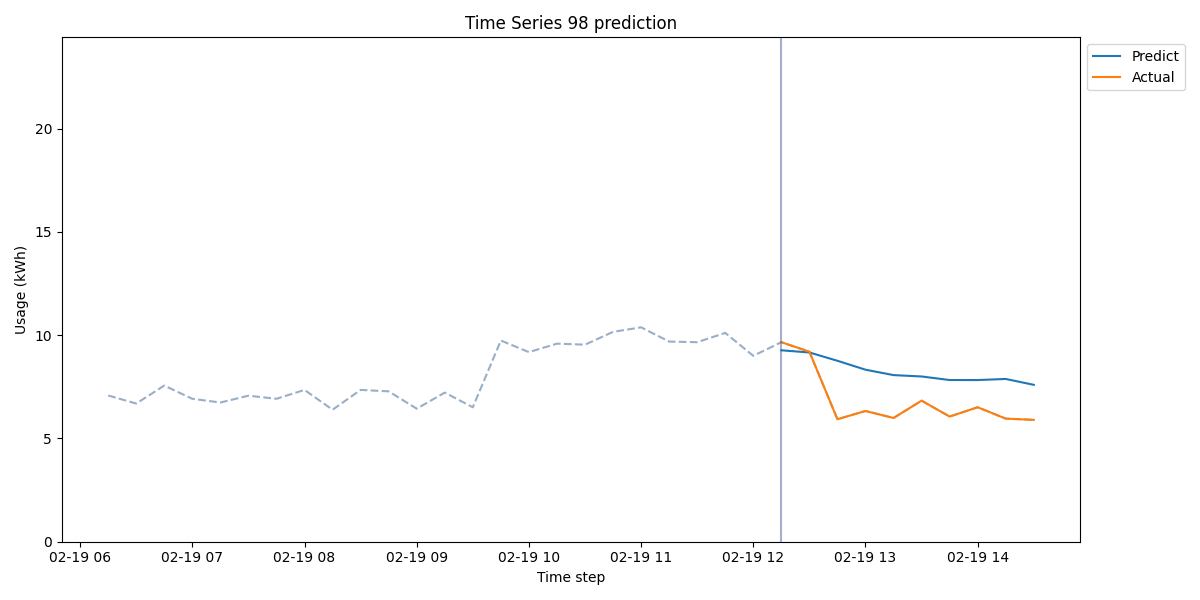 Time Series 98 prediction
Predict
Actual
Usage (kWh)
20
15
10
5
0
02-19 06 02-19 07 02-19 08 02-19 09 02-19 10 02-19 11 02-19 12 02-19 13 02-19 14
Time step